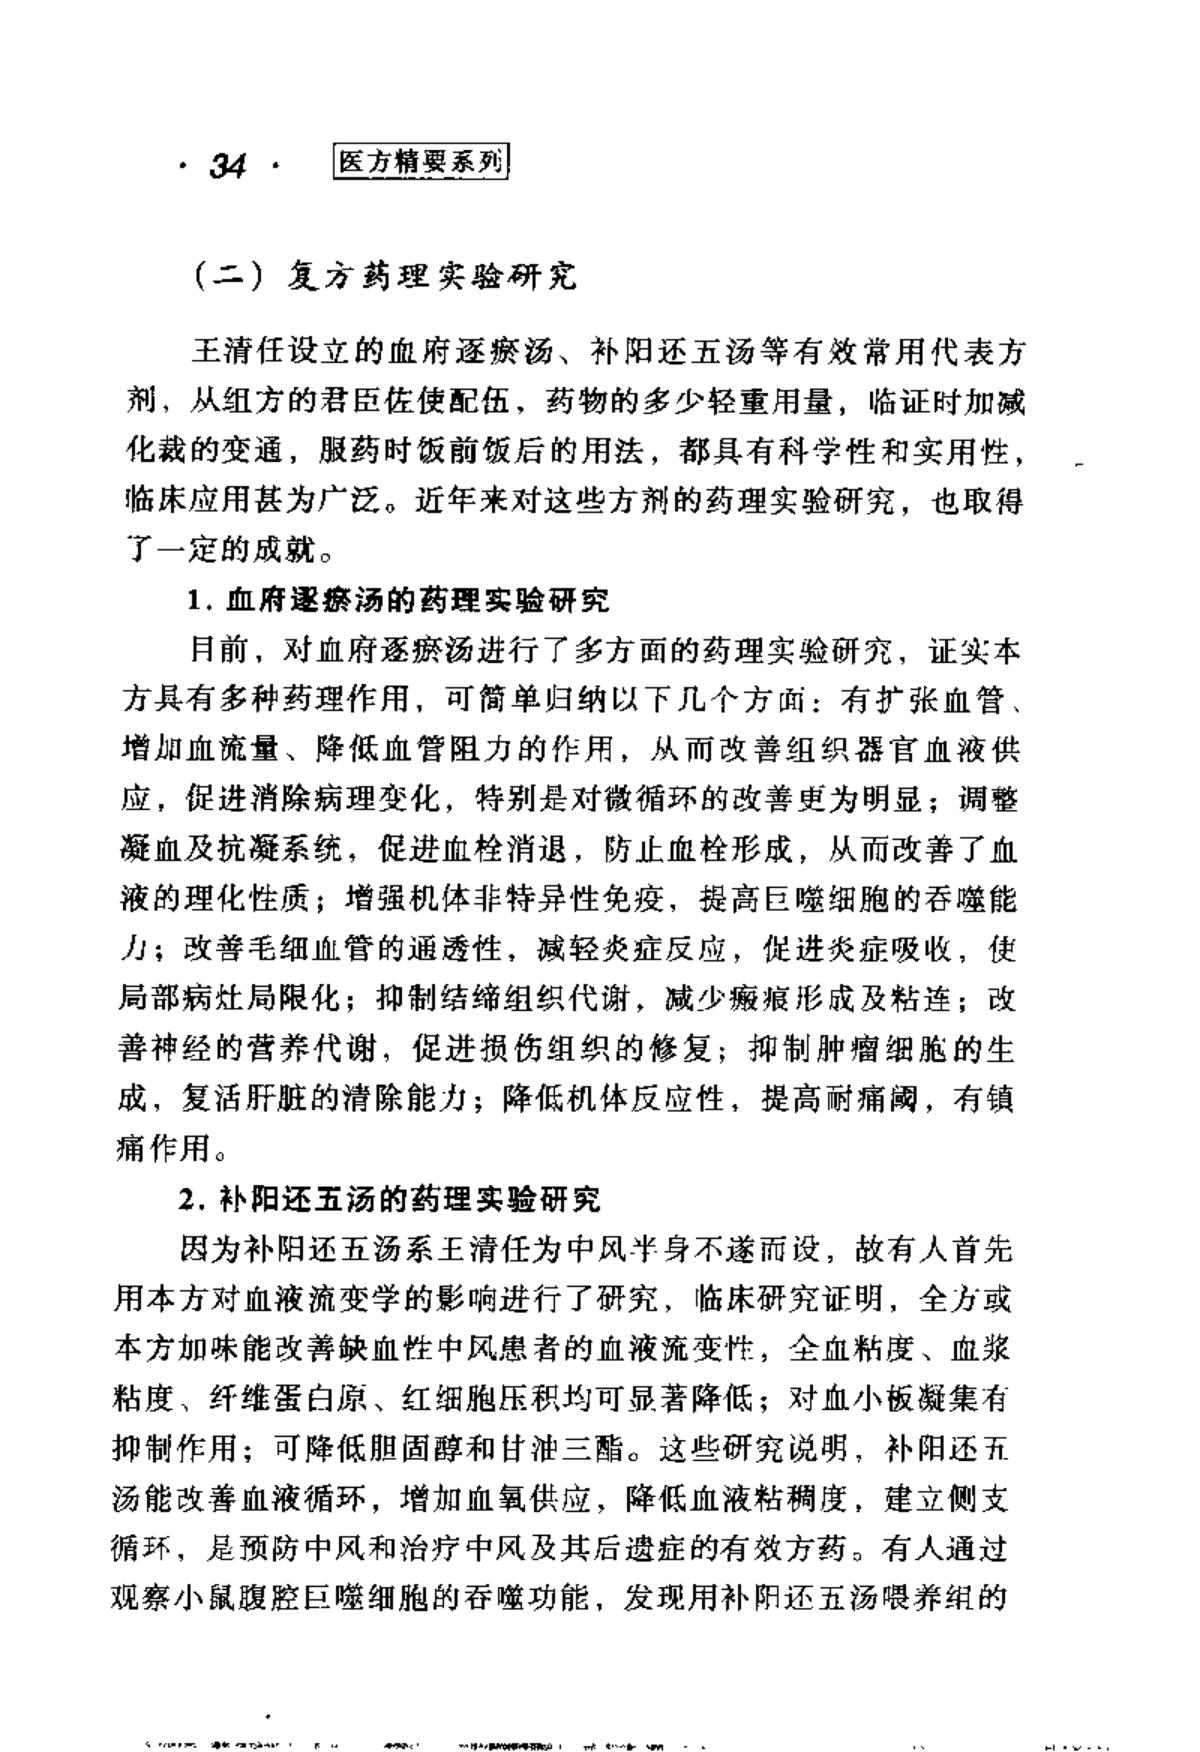 · 34 · 医方精要系列
（二）复方药理实验研究
王清任设立的血府逐瘀汤、补阳还五汤等有效常用代表方
剂，从组方的君臣佐使配伍，药物的多少轻重用量，临证时加减
化裁的变通，服药时饭前饭后的用法，都具有科学性和实用性，
临床应用甚为广泛。近年来对这些方剂的药理实验研究，也取得
了一定的成就。
1. 血府逐瘀汤的药理实验研究
目前，对血府逐瘀汤进行了多方面的药理实验研究，证实本
方具有多种药理作用，可简单归纳以下几个方面：有扩张血管、
增加血流量、降低血管阻力的作用，从而改善组织器官血液供
应，促进消除病理变化，特别是对微循环的改善更为明显；调整
凝血及抗凝系统，促进血栓消退，防止血栓形成，从而改善了血
液的理化性质；增强机体非特异性免疫，提高巨噬细胞的吞噬能
力；改善毛细血管的通透性，减轻炎症反应，促进炎症吸收，使
局部病灶局限化；抑制结缔组织代谢，减少瘢痕形成及粘连；改
善神经的营养代谢，促进损伤组织的修复；抑制肿瘤细胞的生
成，复活肝脏的清除能力；降低机体反应性，提高耐痛阈，有镇
痛作用。
2. 补阳还五汤的药理实验研究
因为补阳还五汤系王清任为中风半身不遂而设，故有人首先
用本方对血液流变学的影响进行了研究，临床研究证明，全方或
本方加味能改善缺血性中风患者的血液流变性，全血粘度、血浆
粘度、纤维蛋白原、红细胞压积均可显著降低；对血小板凝集有
抑制作用；可降低胆固醇和甘油三酯。这些研究说明，补阳还五
汤能改善血液循环，增加血氧供应，降低血液粘稠度，建立侧支
循环，是预防中风和治疗中风及其后遗症的有效方药。有人通过
观察小鼠腹腔巨噬细胞的吞噬功能，发现用补阳还五汤喂养组的